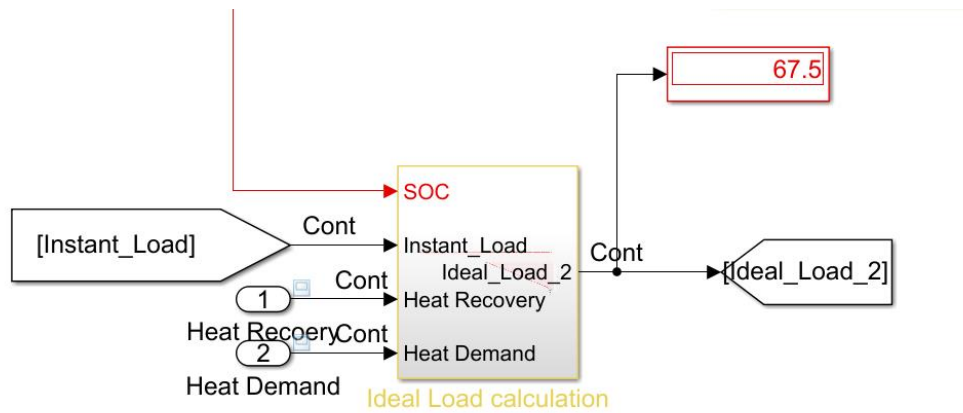 67.5
SOC
[Instant_Load]
Cont
Instant_Load
Ideal_Load_2
Cont
[Ideal_Load_2]
1
Cont
Heat Recovery
Heat Recoery
Cont
2
Heat Demand
Heat Demand
Ideal Load calculation